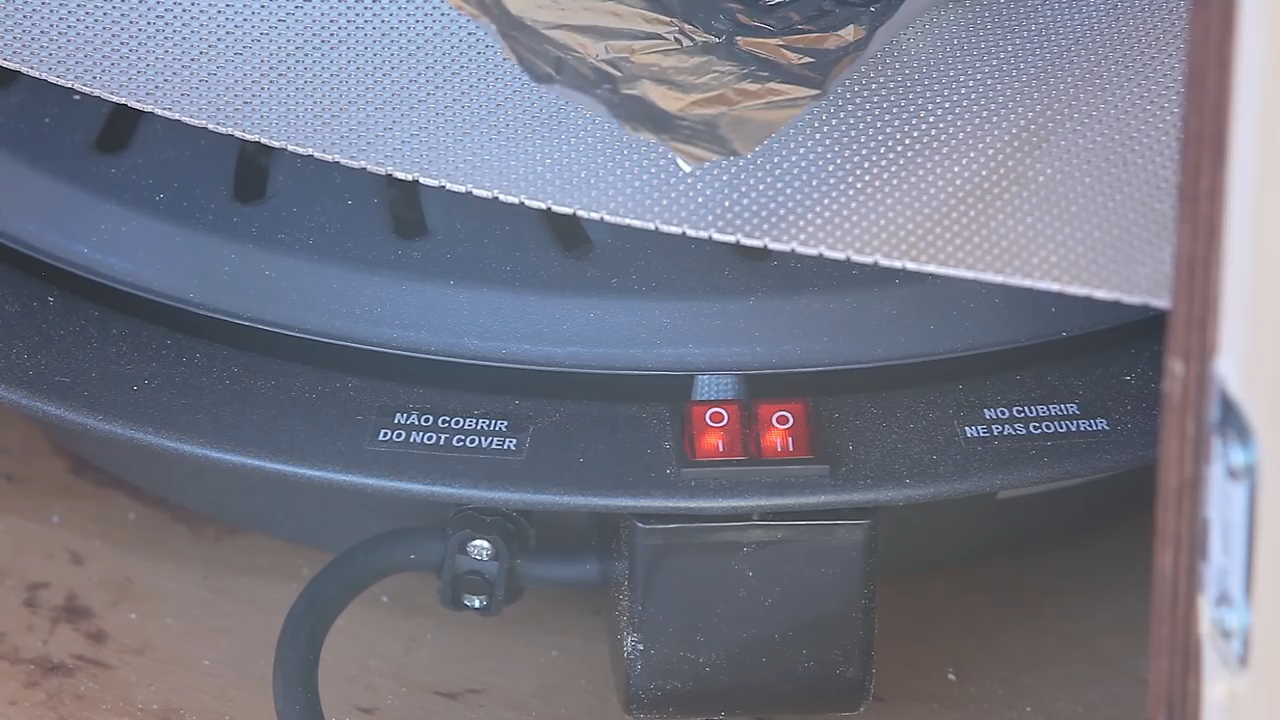 NÃO COBRIR
DO NOT COVER
O O
I II
NO CUBRIR
NE PAS COUVRIR